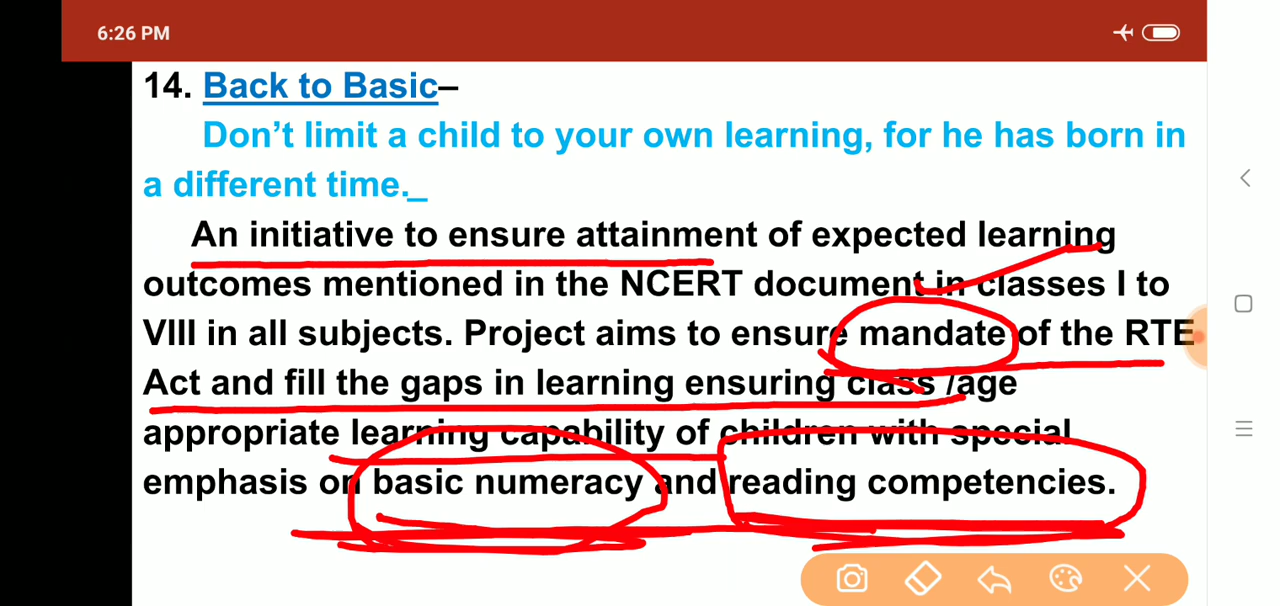 6:26 PM
14. Back to Basic–
Don’t limit a child to your own learning, for he has born in
a different time._
An initiative to ensure attainment of expected learning
outcomes mentioned in the NCERT document in classes I to
VIII in all subjects. Project aims to ensure mandate of the RTE
Act and fill the gaps in learning ensuring class /age
appropriate learning capability of children with special
emphasis on basic numeracy and reading competencies.